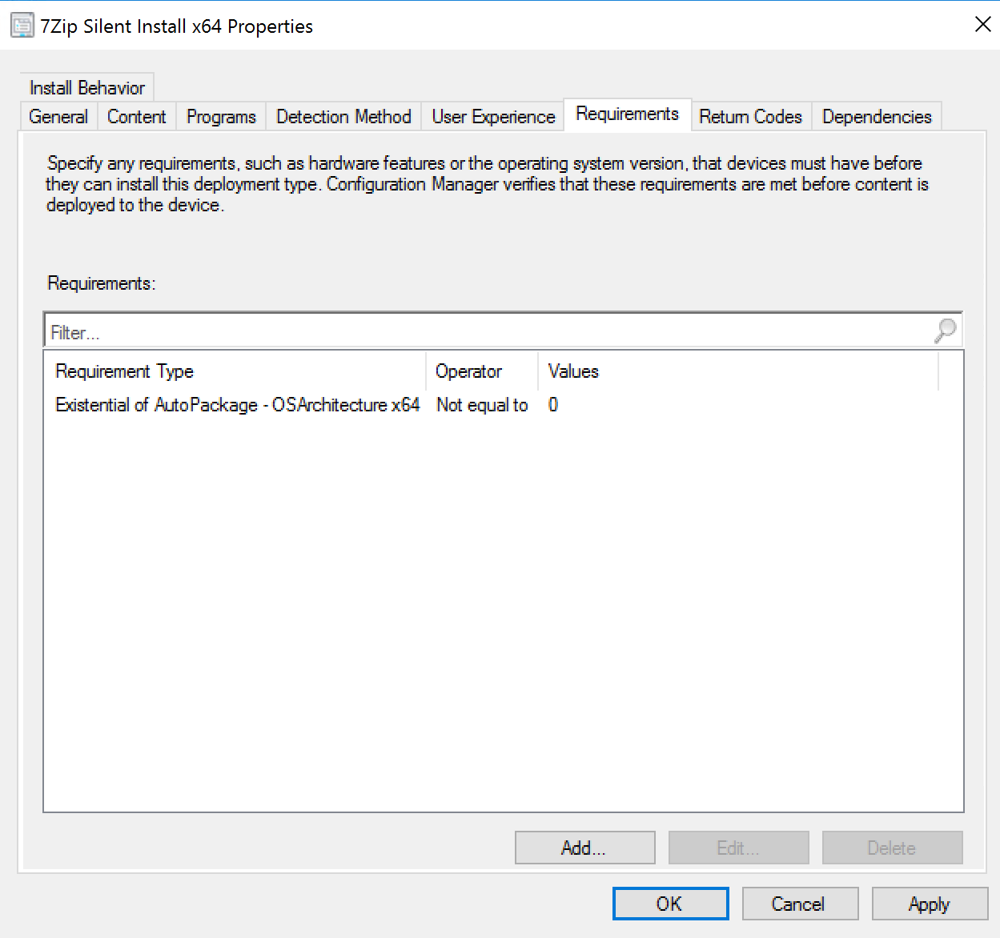 7Zip Silent Install x64 Properties
Install Behavior
General Content Programs Detection Method User Experience Requirements Return Codes Dependencies
Specify any requirements, such as hardware features or the operating system version, that devices must have before
they can install this deployment type. Configuration Manager verifies that these requirements are met before content is
deployed to the device.
Requirements:
Filter...
Requirement Type Operator Values
Existential of AutoPackage - OSArchitecture x64 Not equal to 0
Add... Edit... Delete
OK Cancel Apply